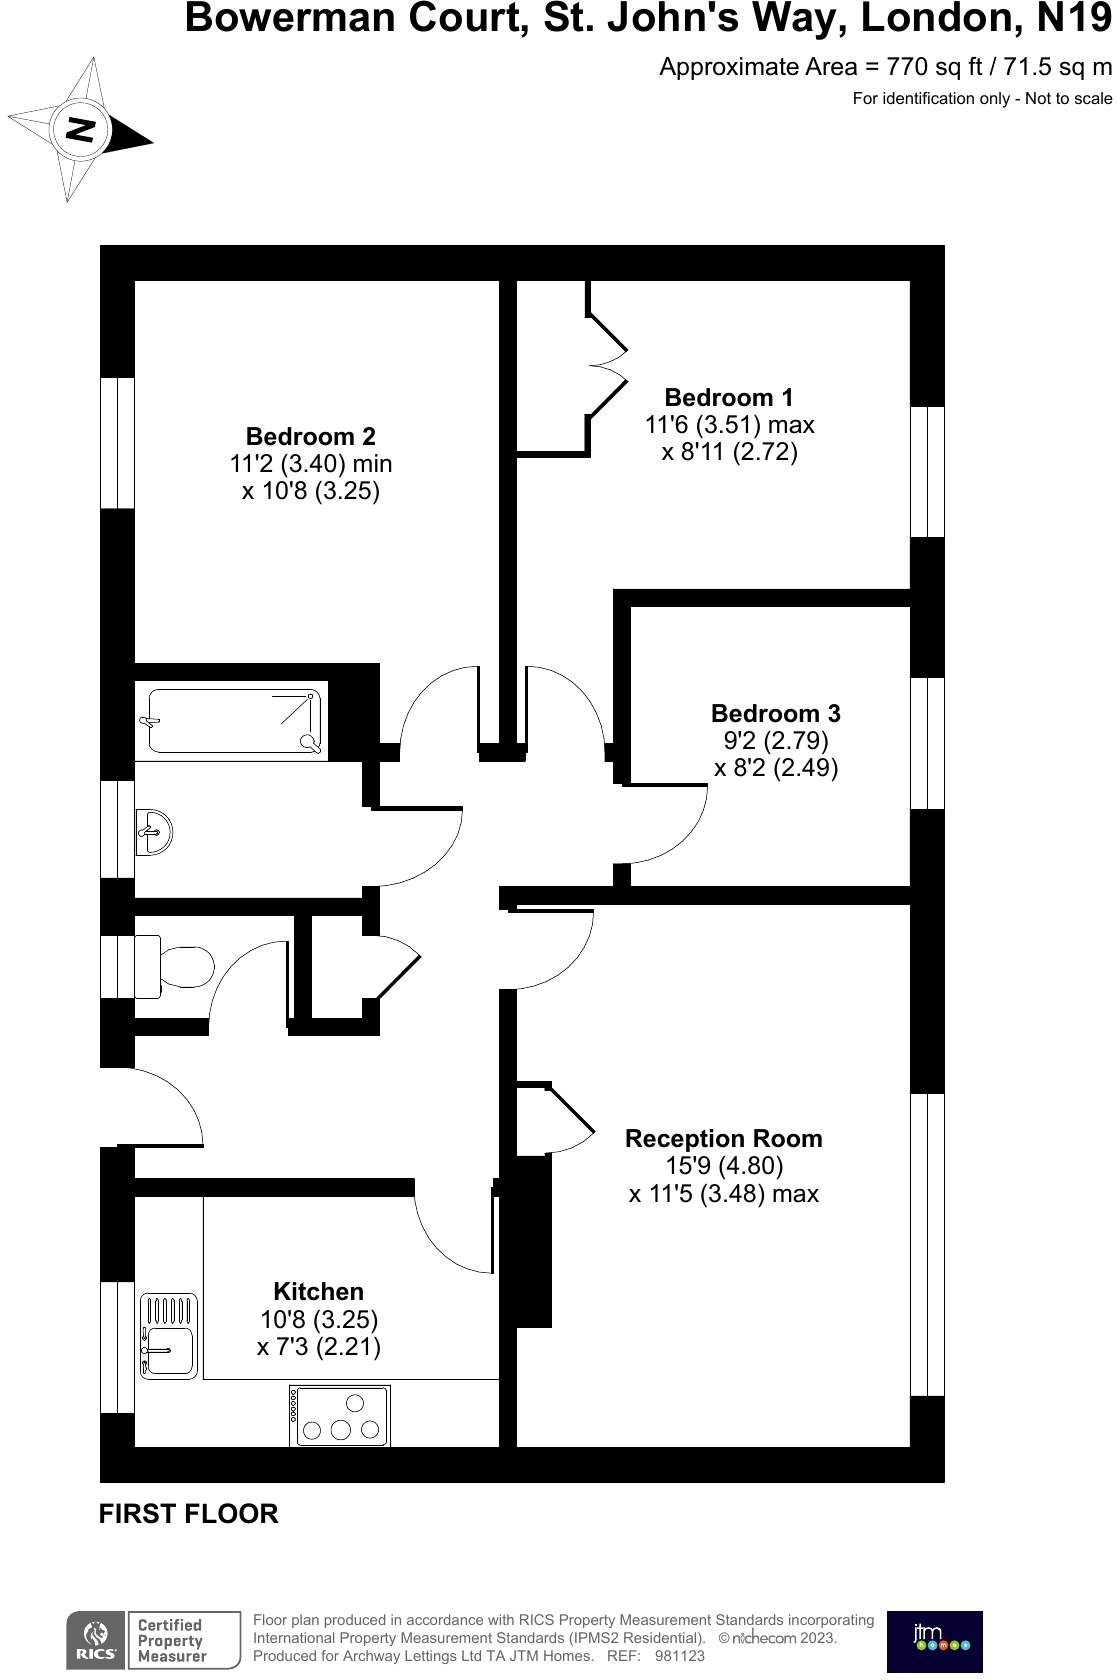 Bowerman Court, St. John's Way, London, N19
Approximate Area = 770 sq ft / 71.5 sq m
For identification only - Not to scale
N
Bedroom 1
11'6 (3.51) max
x 8'11 (2.72)
Bedroom 2
11'2 (3.40) min
x 10'8 (3.25)
Bedroom 3
9'2 (2.79)
x 8'2 (2.49)
Reception Room
15'9 (4.80)
x 11'5 (3.48) max
Kitchen
10'8 (3.25)
x 7'3 (2.21)
FIRST FLOOR
RICS
Certified
Property
Measurer
Floor plan produced in accordance with RICS Property Measurement Standards incorporating
International Property Measurement Standards (IPMS2 Residential). © nichecom 2023.
Produced for Archway Lettings Ltd TA JTM Homes. REF: 981123
jtm
homes